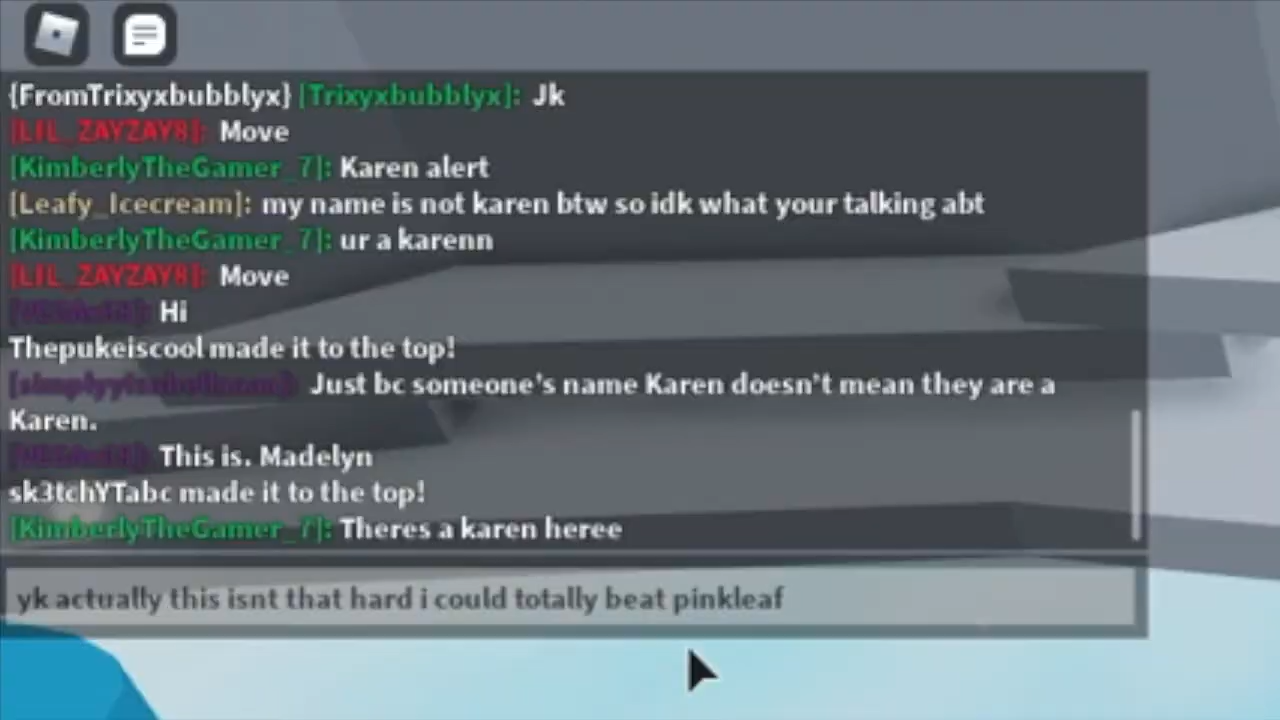 {FromTrixyxbubblyx} [Trixyxbubblyx]: Jk
[LIL_ZAYZAY8]: Move
[KimberlyTheGamer_7]: Karen alert
[Leafy_Icecream]: my name is not karen btw so idk what your talking abt
[KimberlyTheGamer_7]: ur a karenn
[LIL_ZAYZAY8]: Move
Hi
Thepukeiscool made it to the top!
Just bc someone's name Karen doesn't mean they are a
Karen.
This is. Madelyn
sk3tchYTabc made it to the top!
[KimberlyTheGamer_7]: Theres a karen heree
yk actually this isnt that hard i could totally beat pinkleaf